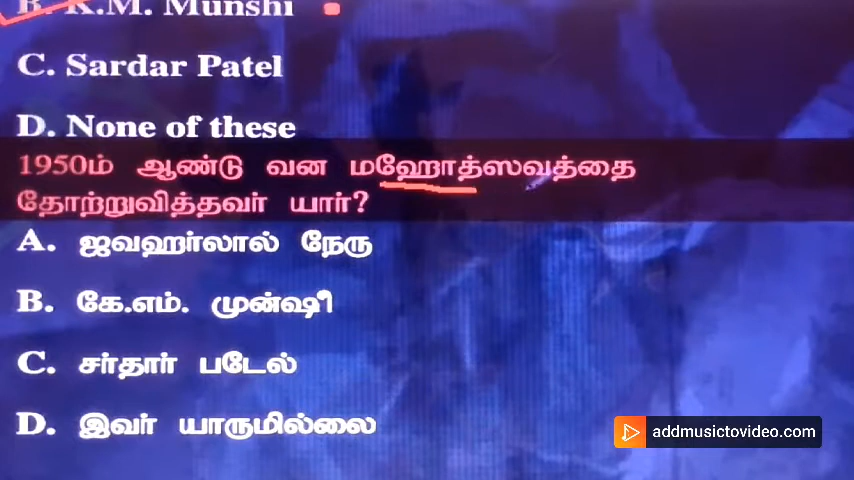 B. K.M. Munshi
C. Sardar Patel
D. None of these
1950ம் ஆண்டு வன மஹோத்ஸவத்தை
தோற்றுவித்தவர் யார்?
A. ஜவஹர்லால் நேரு
B. கே.எம். முன்ஷீ
C. சர்தார் படேல்
D. இவர் யாருமில்லை
addmusictovideo.com